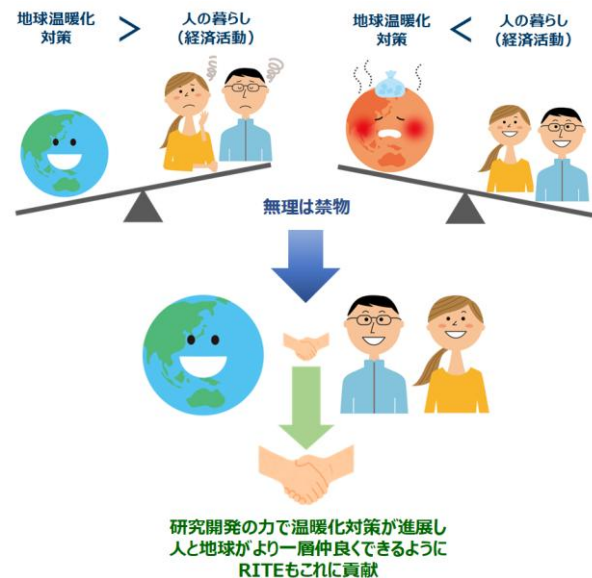 地球温暖化
対策
＞
人の暮らし
（経済活動）
地球温暖化
対策
＜
人の暮らし
（経済活動）
無理は禁物
研究開発の力で温暖化対策が進展し
人と地球がより一層仲良くできるように
RITEもこれに貢献